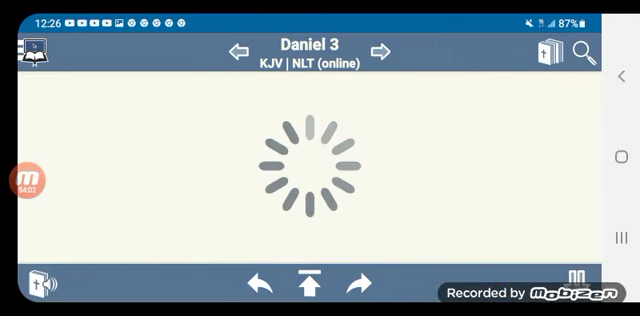 12:26
87%
Daniel 3
KJV | NLT (online)
54:02
Recorded by MOBIZEN